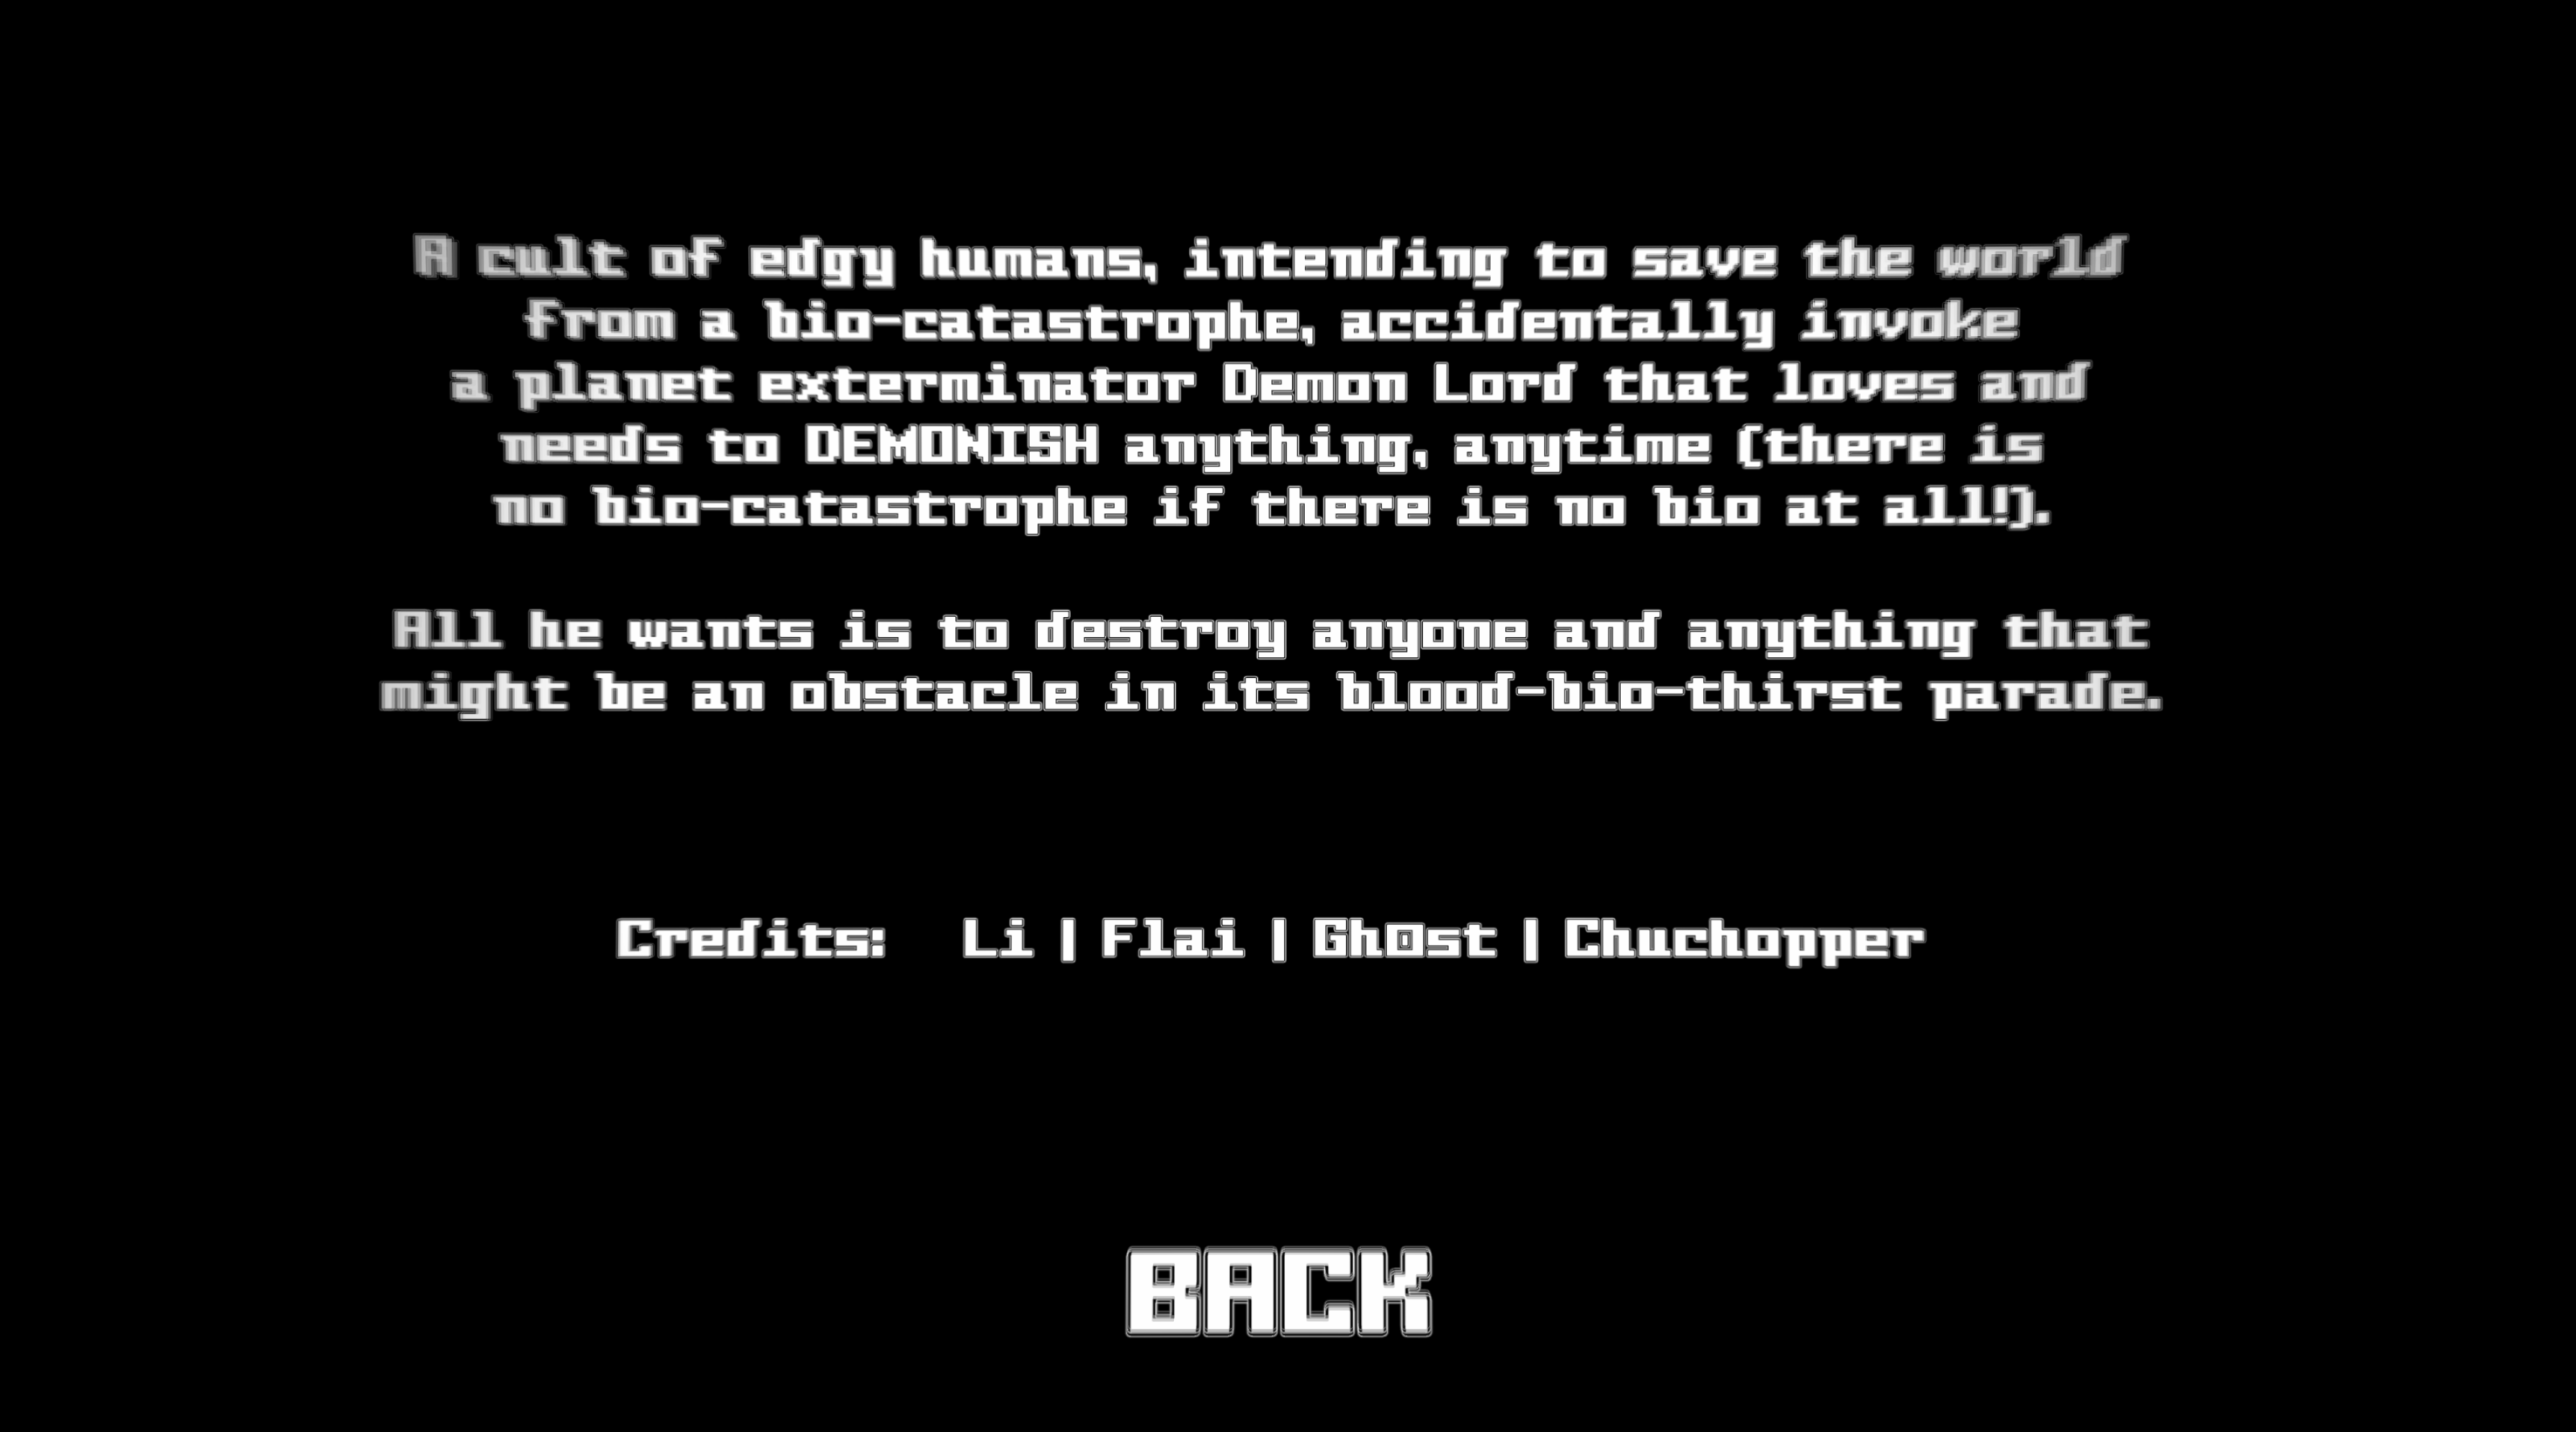 A cult of edgy humans, intending to save the world
from a bio-catastrophe, accidentally invoke
a planet exterminator Demon Lord that loves and
needs to DEMONISH anything, anytime (there is
no bio-catastrophe if there is no bio at all!).
All he wants is to destroy anyone and anything that
might be an obstacle in its blood-bio-thirst parade.
Credits: Li | Flai | Gh0st | Chuchopper
BACK